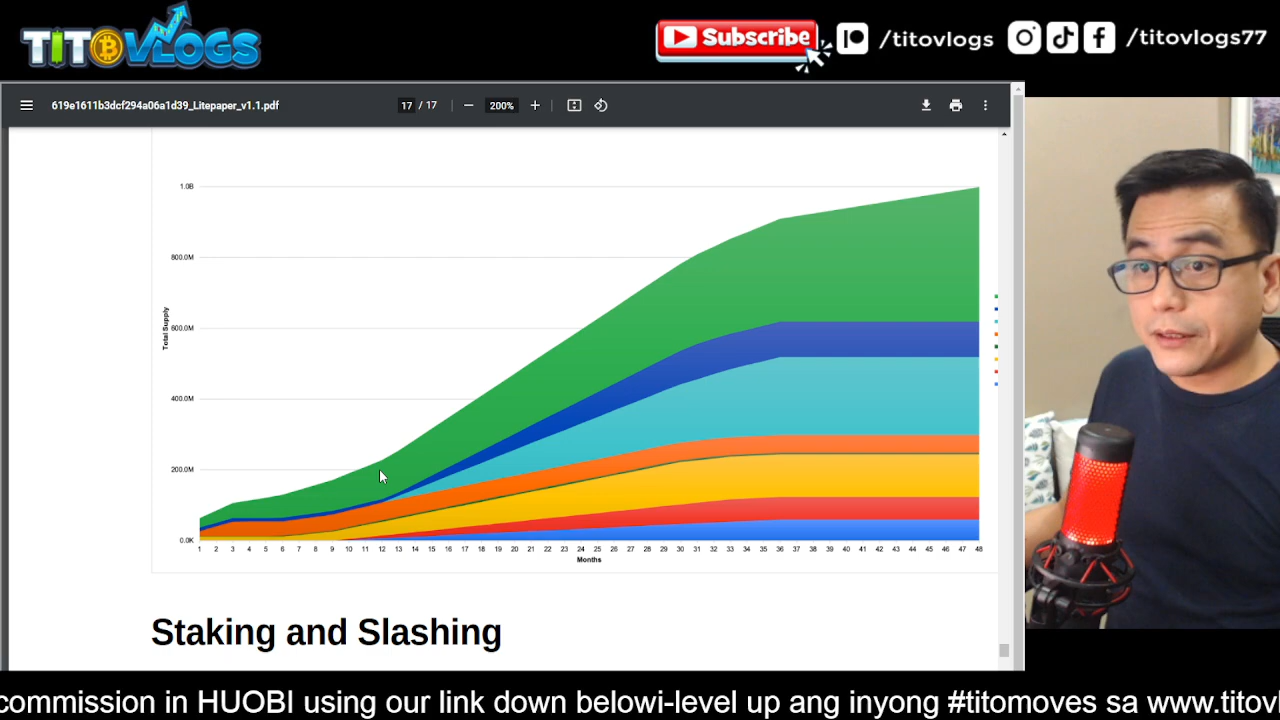 TITOVLOGS
Subscribe
/titovlogs
/titovlogs77
619e1611b3dcf294a06a1d39_Litepaper_v1.1.pdf
17 / 17
200%
1.0B
800.0M
600.0M
400.0M
200.0M
0.0K
Total Supply
1 2 3 4 5 6 7 8 9 10 11 12 13 14 15 16 17 18 19 20 21 22 23 24 25 26 27 28 29 30 31 32 33 34 35 36 37 38 39 40 41 42 43 44 45 46 47 48
Months
Staking and Slashing
commission in HUOBI using our link down belowi-level up ang inyong #titomoves sa www.titovl